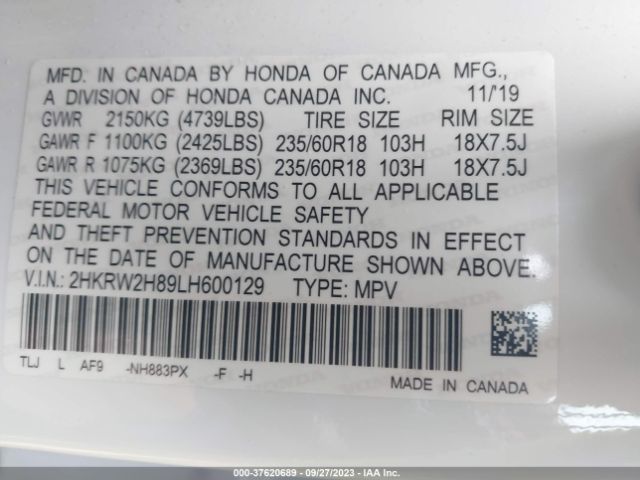 MFD. IN CANADA BY HONDA OF CANADA MFG.,
A DIVISION OF HONDA CANADA INC. 11/'19
GVWR 2150KG (4739LBS) TIRE SIZE RIM SIZE
GAWR F 1100KG (2425LBS) 235/60R18 103H 18X7.5J
GAWR R 1075KG (2369LBS) 235/60R18 103H 18X7.5J
THIS VEHICLE CONFORMS TO ALL APPLICABLE
FEDERAL MOTOR VEHICLE SAFETY
AND THEFT PREVENTION STANDARDS IN EFFECT
ON THE DATE OF MANUFACTURE SHOWN ABOVE.
V.I.N.: 2HKRW2H89LH600129 TYPE: MPV
TLJ L AF9 -NH883PX -F -H
MADE IN CANADA
000-37620689 - 09/27/2023 - IAA Inc.